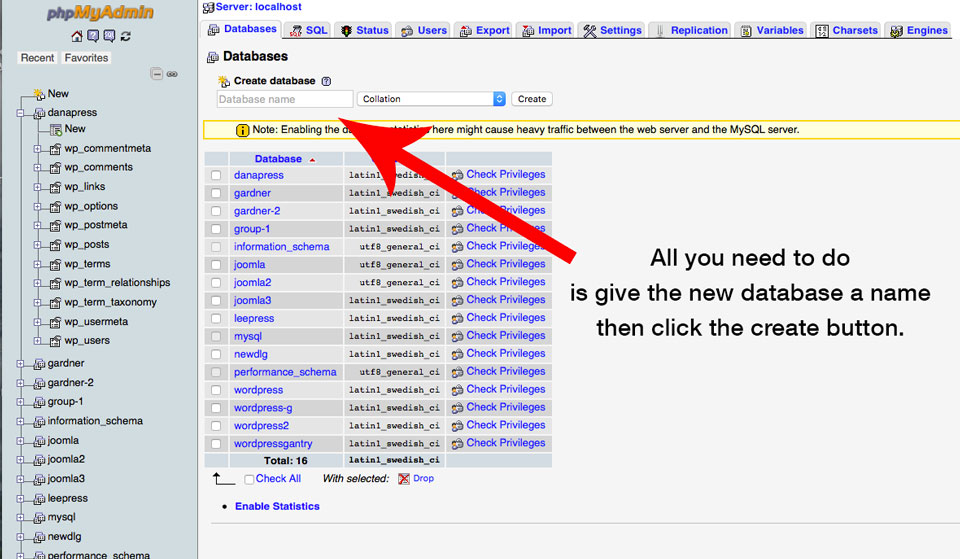 phpMyAdmin
Recent Favorites
New
danapress
New
wp_commentmeta
wp_comments
wp_links
wp_options
wp_postmeta
wp_posts
wp_terms
wp_term_relationships
wp_term_taxonomy
wp_usermeta
wp_users
gardner
gardner-2
group-1
information_schema
joomla
joomla2
joomla3
leepress
mysql
newdlg
performance_schema
Server: localhost
Databases SQL Status Users Export Import Settings Replication Variables Charsets Engines
Databases
Create database
Database name Collation Create
Note: Enabling the here might cause heavy traffic between the web server and the MySQL server.
Database
danapress latin1_swedish_ci Check Privileges
gardner latin1_swedish_ci Check Privileges
gardner-2 latin1_swedish_ci Check Privileges
group-1 latin1_swedish_ci Check Privileges
information_schema utf8_general_ci Check Privileges
joomla utf8_general_ci Check Privileges
joomla2 utf8_general_ci Check Privileges
joomla3 latin1_swedish_ci Check Privileges
leepress latin1_swedish_ci Check Privileges
mysql latin1_swedish_ci Check Privileges
newdlg latin1_swedish_ci Check Privileges
performance_schema utf8_general_ci Check Privileges
wordpress latin1_swedish_ci Check Privileges
wordpress-g latin1_swedish_ci Check Privileges
wordpress2 latin1_swedish_ci Check Privileges
wordpressgantry latin1_swedish_ci Check Privileges
Total: 16 latin1_swedish_ci
Check All With selected: Drop
Enable Statistics
All you need to do
is give the new database a name
then click the create button.